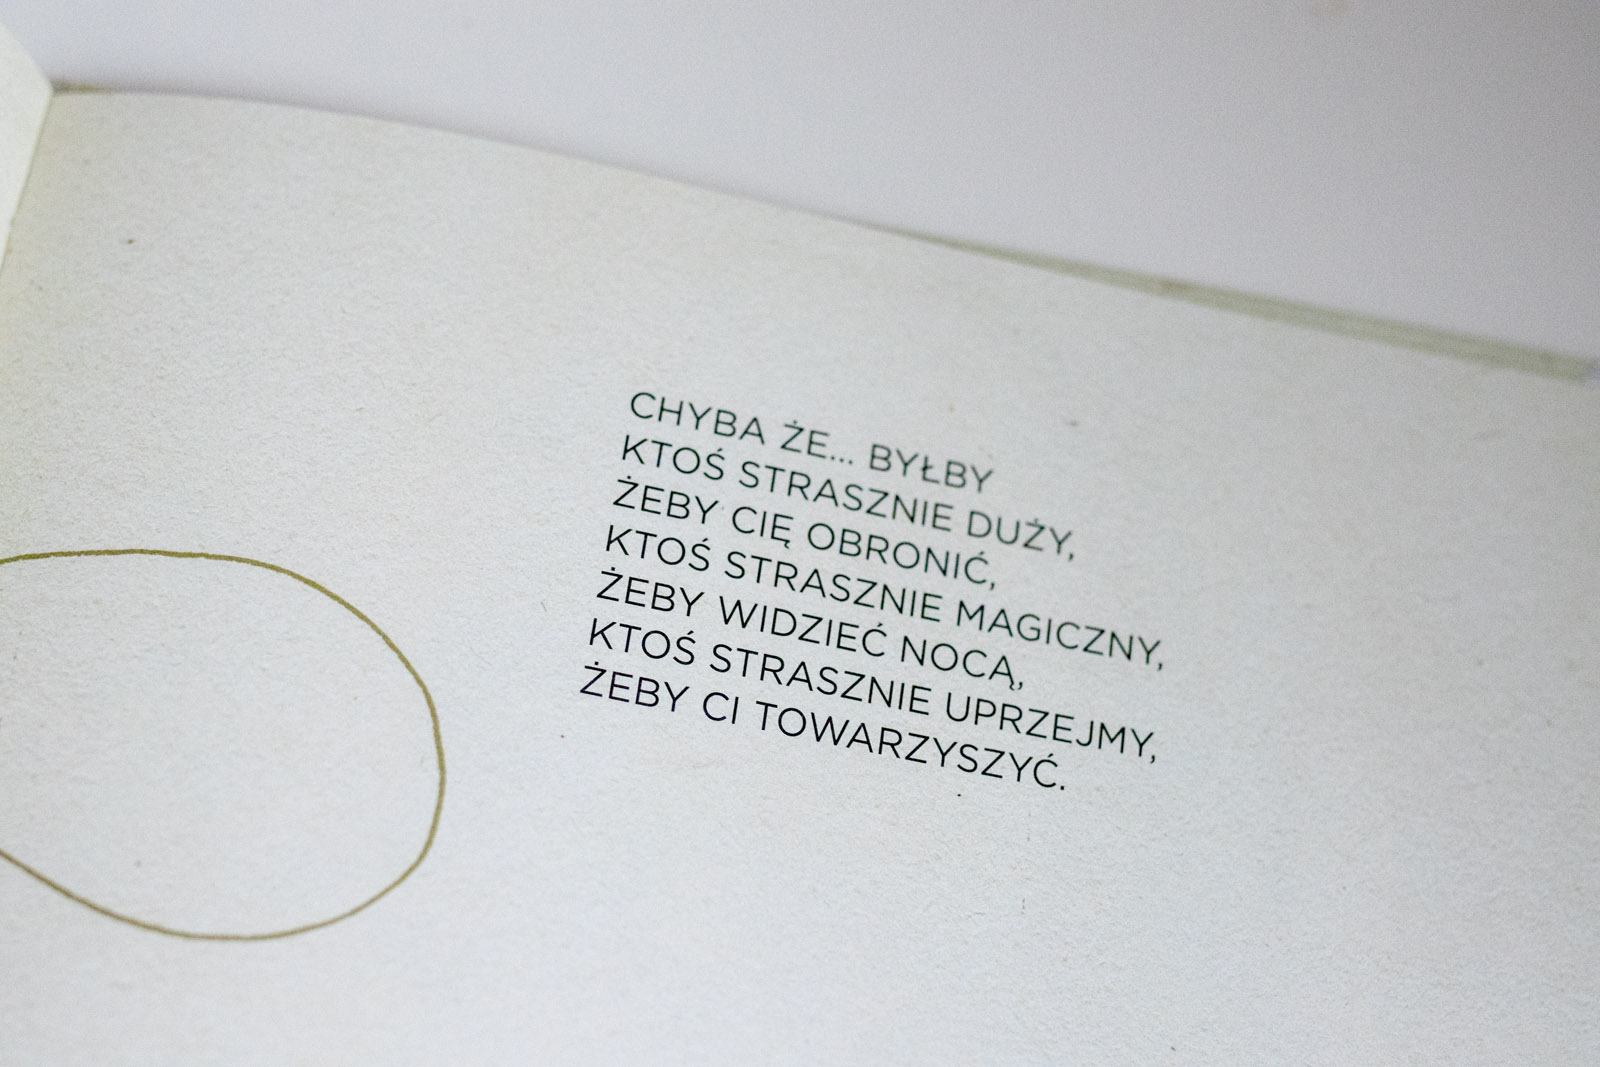 CHYBA ŻE... BYŁBY
KTOŚ STRASZNIE DUŻY,
ŻEBY CIĘ OBRONIĆ,
KTOŚ STRASZNIE MAGICZNY,
ŻEBY WIDZIEĆ NOCĄ,
KTOŚ STRASZNIE UPRZEJMY,
ŻEBY CI TOWARZYSZYĆ.